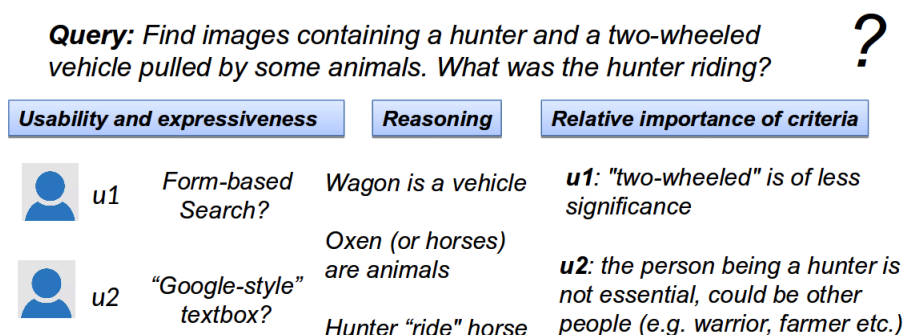 Query: Find images containing a hunter and a two-wheeled
vehicle pulled by some animals. What was the hunter riding?
?
Usability and expressiveness
Reasoning
Relative importance of criteria
u1
Form-based
Search?
Wagon is a vehicle
u1: "two-wheeled" is of less
significance
Oxen (or horses)
are animals
u2
“Google-style”
textbox?
u2: the person being a hunter is
not essential, could be other
people (e.g. warrior, farmer etc.)
Hunter “ride" horse